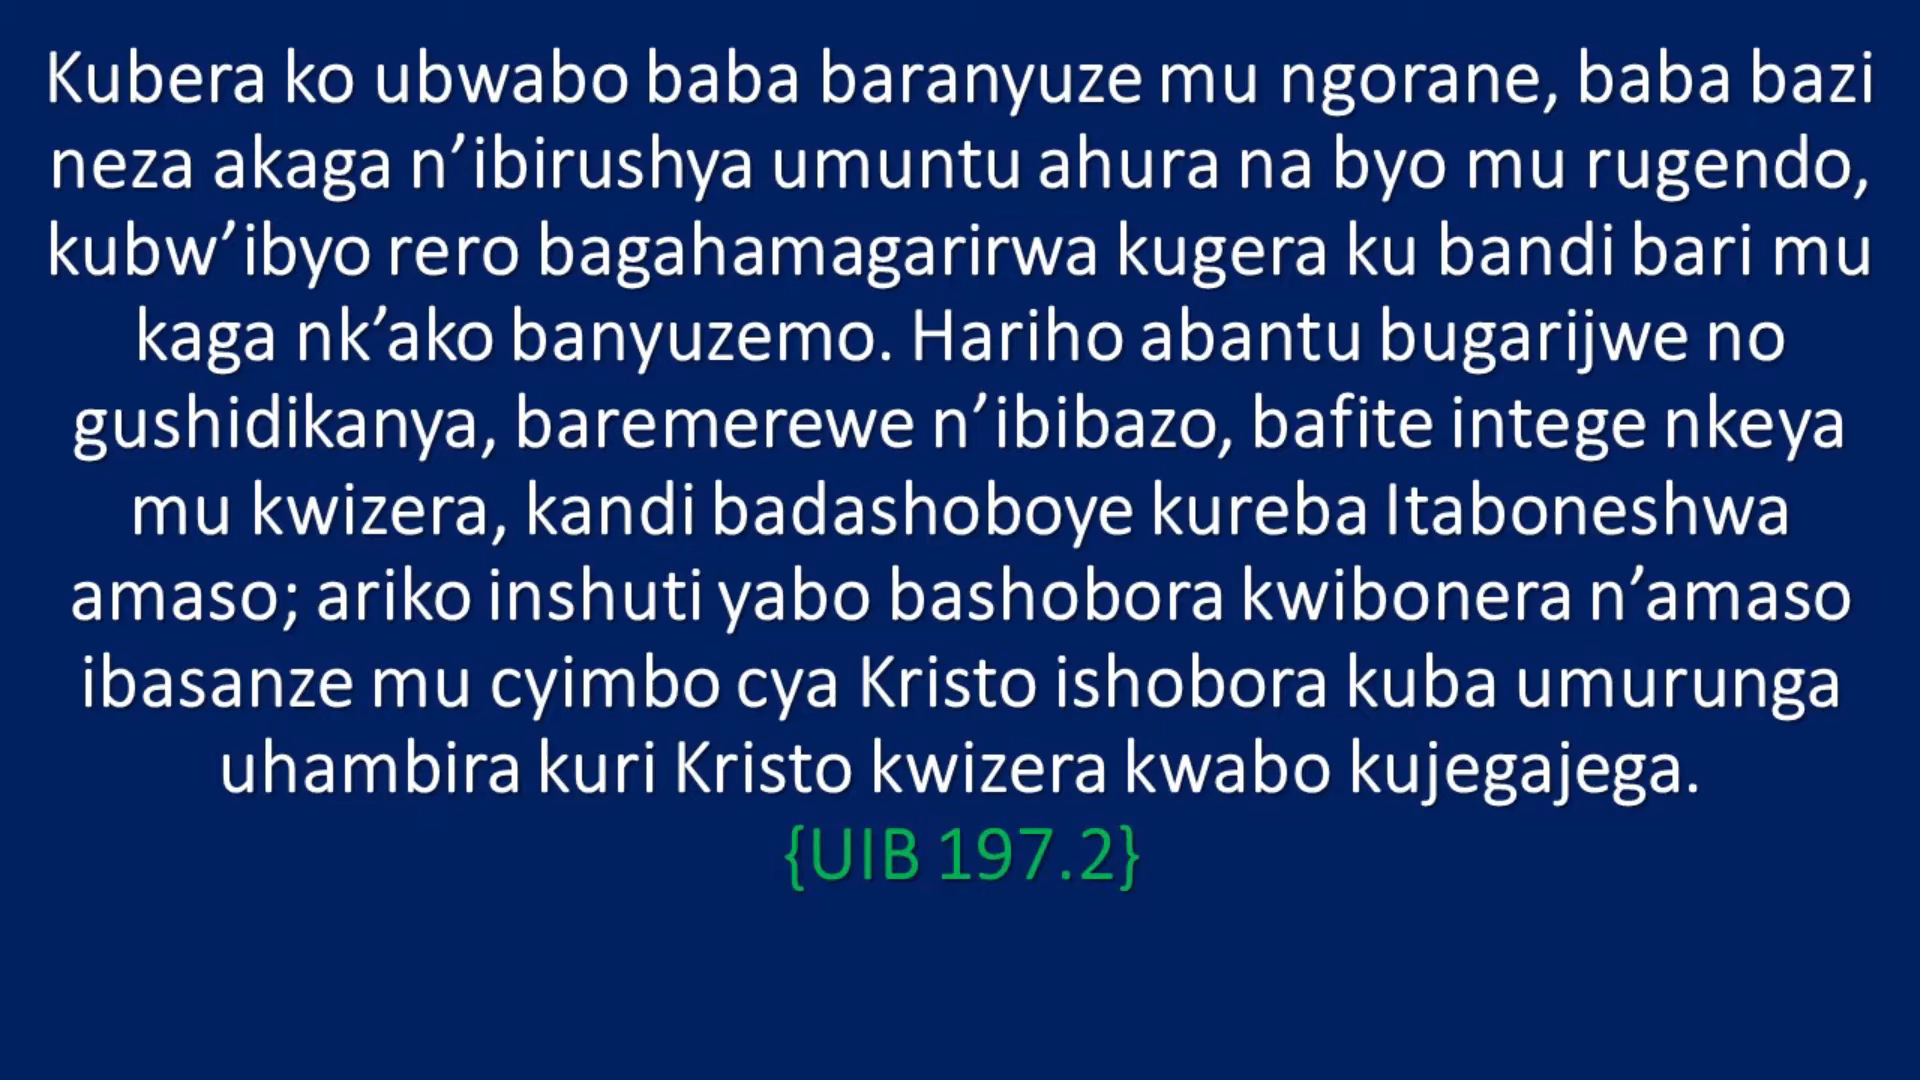 Kubera ko ubwabo baba baranyuze mu ngorane, baba bazi
neza akaga n’ibirushya umuntu ahura na byo mu rugendo,
kubw’ibyo rero bagahamagarirwa kugera ku bandi bari mu
kaga nk’ako banyuzemo. Hariho abantu bugarijwe no
gushidikanya, baremerewe n’ibibazo, bafite intege nkeya
mu kwizera, kandi badashoboye kureba Itaboneshwa
amaso; ariko inshuti yabo bashobora kwibonera n’amaso
ibasanze mu cyimbo cya Kristo ishobora kuba umurunga
uhambira kuri Kristo kwizera kwabo kujegajega.
{UIB 197.2}